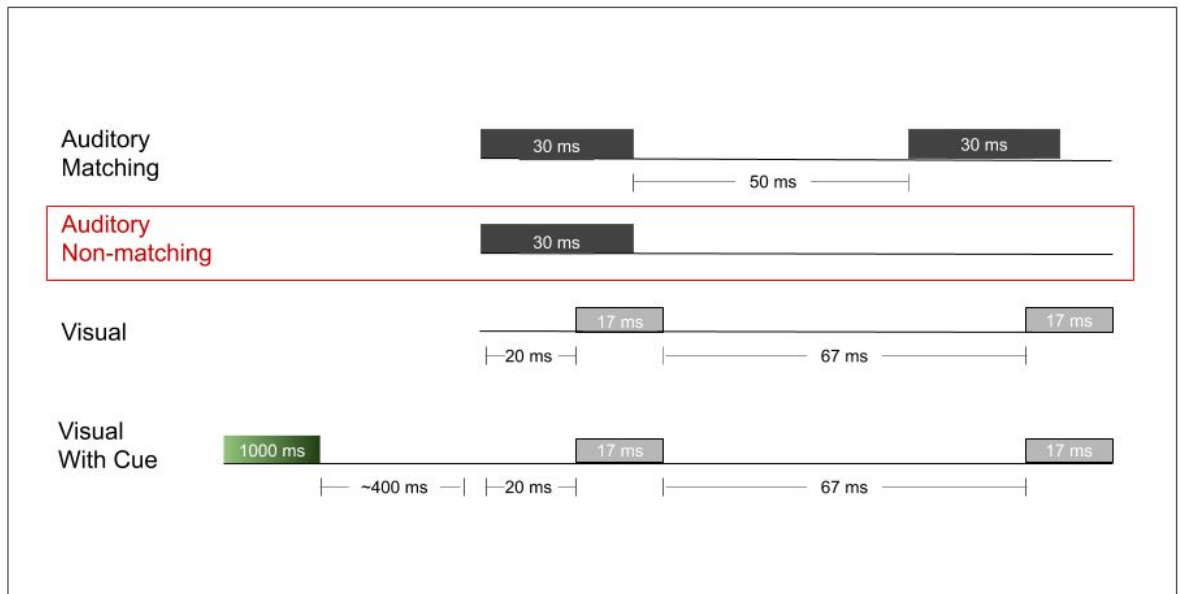 Auditory
Matching
30 ms
30 ms
50 ms
Auditory
Non-matching
30 ms
Visual
17 ms
17 ms
20 ms
67 ms
Visual
With Cue
1000 ms
17 ms
17 ms
~400 ms
20 ms
67 ms